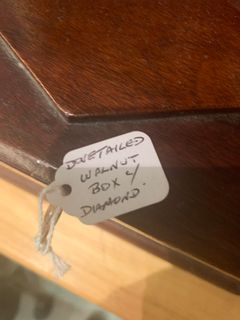 DOVETAILED
WALNUT
BOX w/
DIAMOND.